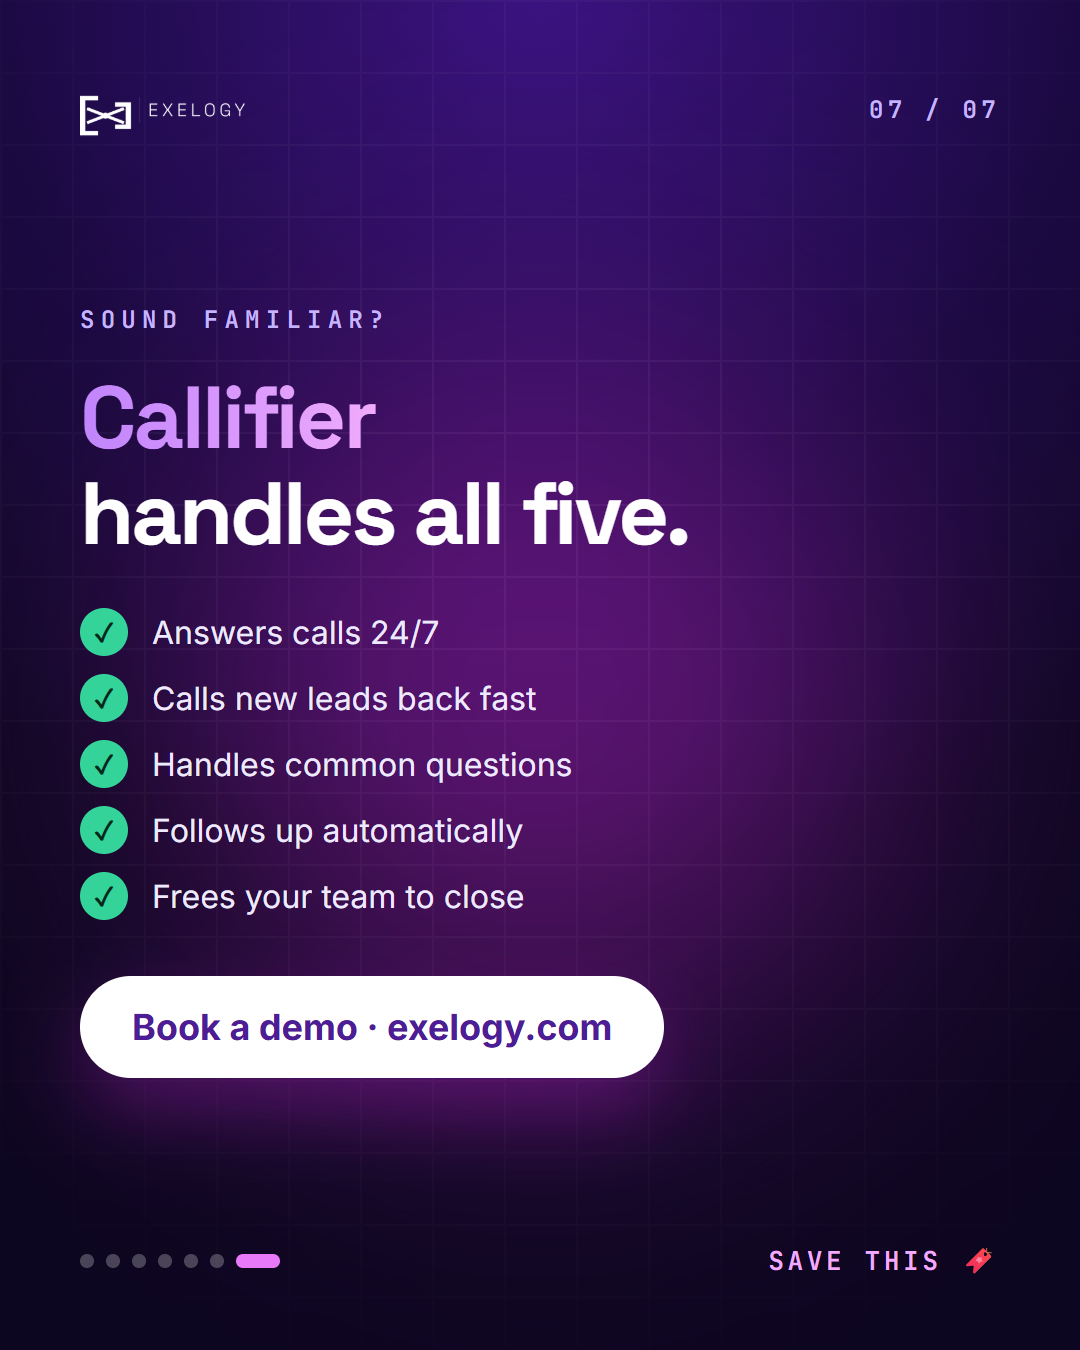 EXELOGY
07 / 07
SOUND FAMILIAR?
Callifier
handles all five.
Answers calls 24/7
Calls new leads back fast
Handles common questions
Follows up automatically
Frees your team to close
Book a demo · exelogy.com
SAVE THIS